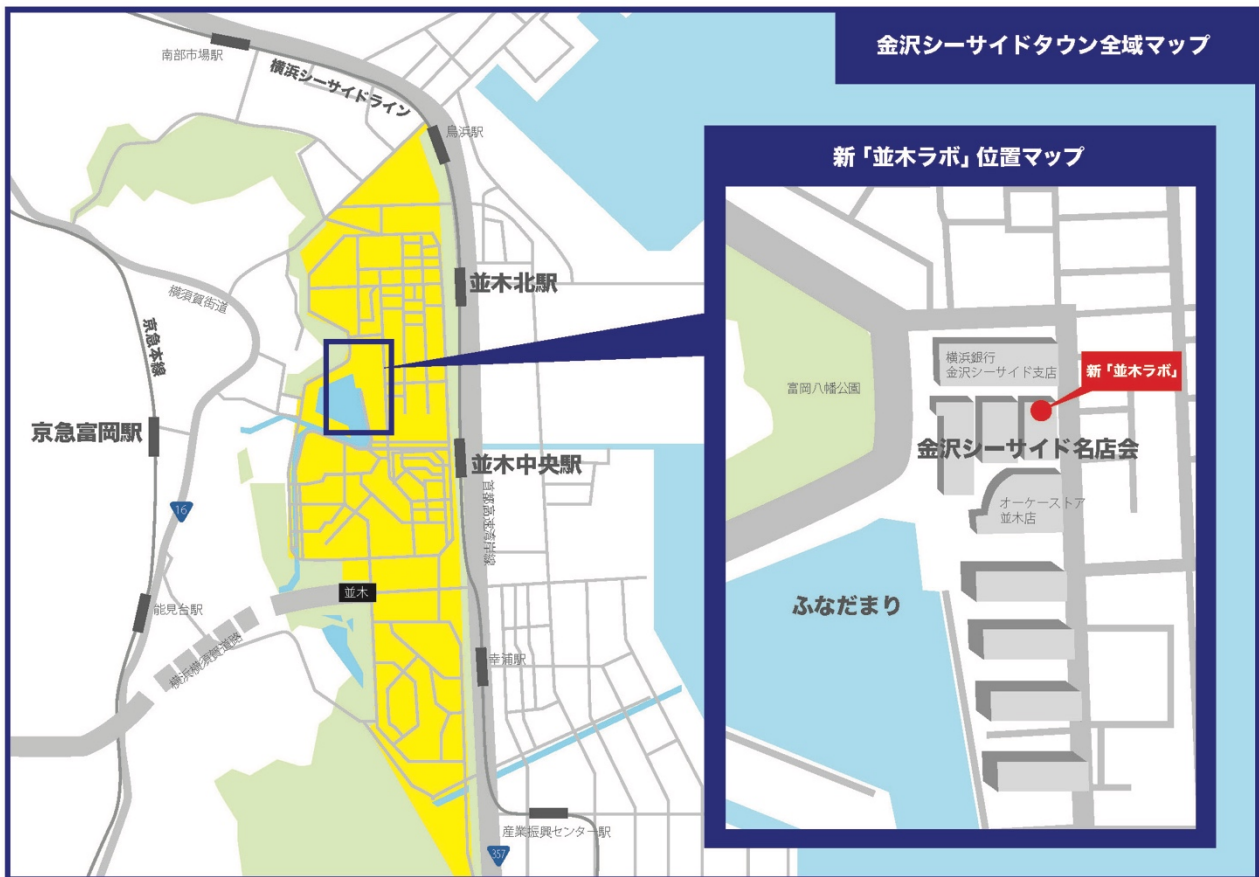 金沢シーサイドタウン全域マップ
南部市場駅
横浜シーサイドライン
鳥浜駅
新「並木ラボ」位置マップ
並木北駅
横須賀街道
京急本線
京急富岡駅
並木中央駅
首都高速湾岸線
16
並木
能見台駅
横浜横須賀道路
幸浦駅
産業振興センター駅
357
横浜銀行
金沢シーサイド支店
新「並木ラボ」
富岡八幡公園
金沢シーサイド名店会
オーケーストア
並木店
ふなだまり